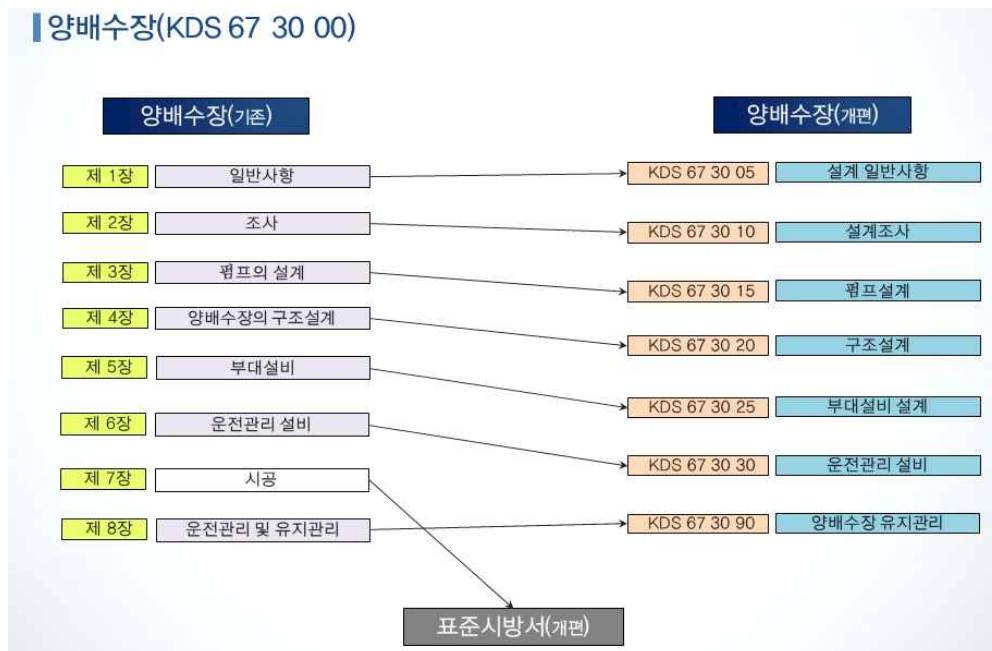 양배수장(KDS 67 30 00)
양배수장(기존) 양배수장(개편)
제 1장 일반사항 KDS 67 30 05 설계 일반사항
제 2장 조사 KDS 67 30 10 설계조사
제 3장 펌프의 설계 KDS 67 30 15 펌프설계
제 4장 양배수장의 구조설계 KDS 67 30 20 구조설계
제 5장 부대설비 KDS 67 30 25 부대설비 설계
제 6장 운전관리 설비 KDS 67 30 30 운전관리 설비
제 7장 시공
제 8장 운전관리 및 유지관리 KDS 67 30 90 양배수장 유지관리
표준시방서(개편)